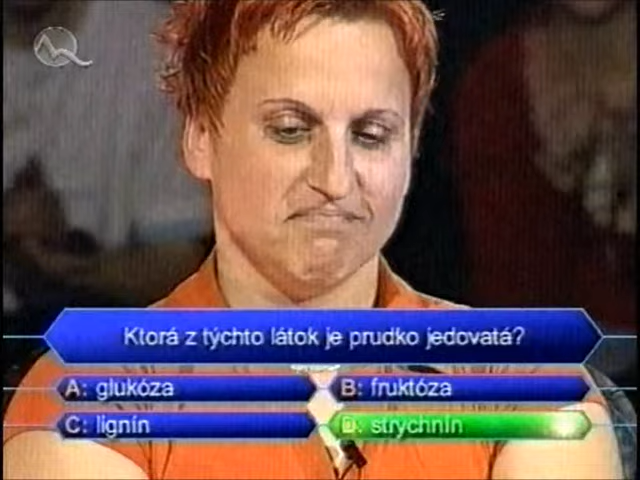 Ktorá z týchto látok je prudko jedovatá?
A: glukóza
B: fruktóza
C: lignín
D: strychnín